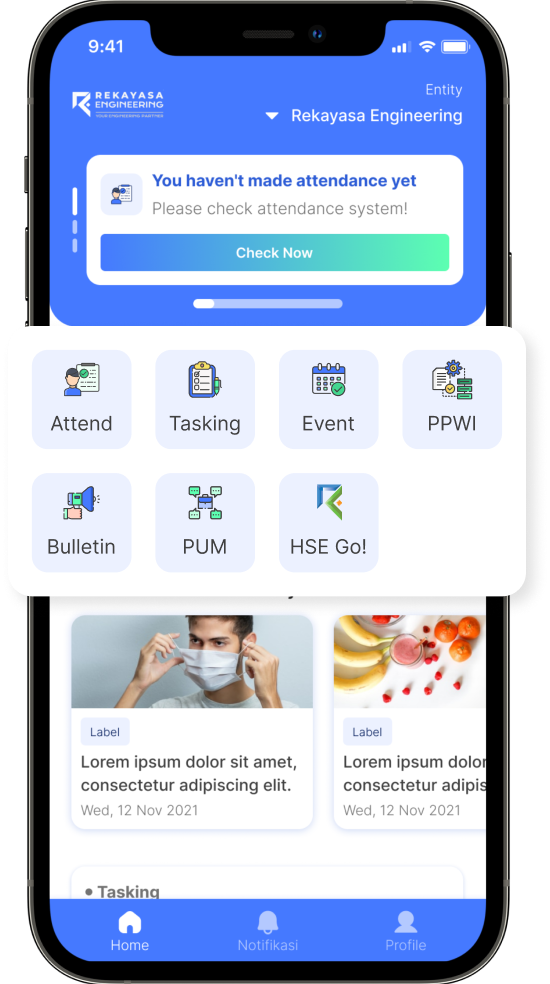 9:41
REKAYASA
ENGINEERING
YOUR ENGINEERING PARTNER
Entity
Rekayasa Engineering
You haven't made attendance yet
Please check attendance system!
Check Now
Attend
Tasking
Event
PPWI
Bulletin
PUM
HSE Go!
Label
Lorem ipsum dolor sit amet,
consectetur adipiscing elit.
Wed, 12 Nov 2021
Label
Lorem ipsum dolor
consectetur adipis
Wed, 12 Nov 2021
• Tasking
Home
Notifikasi
Profile